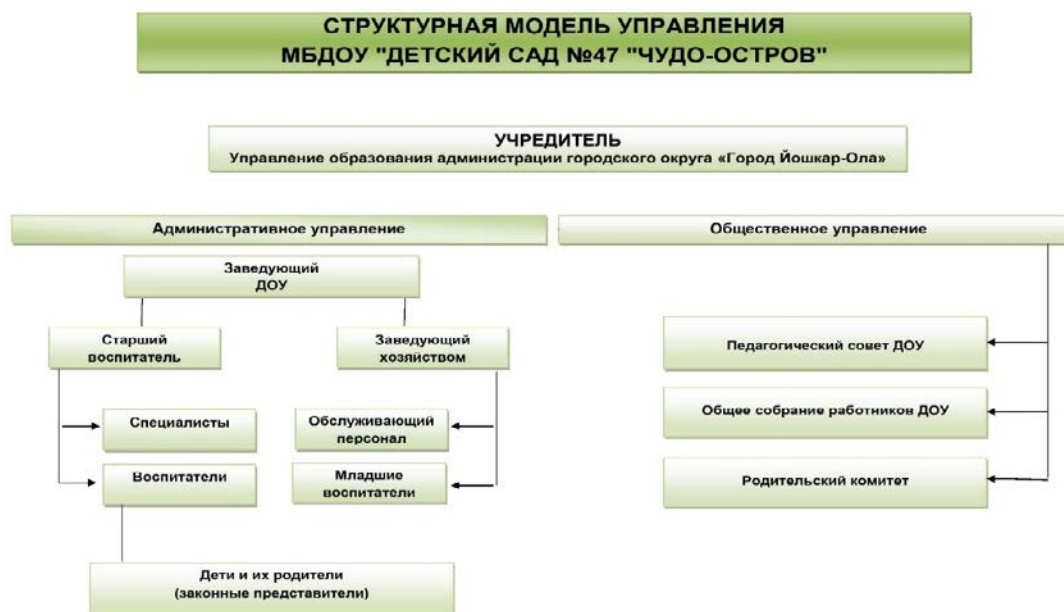 СТРУКТУРНАЯ МОДЕЛЬ УПРАВЛЕНИЯ
МБДОУ "ДЕТСКИЙ САД №47 "ЧУДО-ОСТРОВ"
УЧРЕДИТЕЛЬ
Управление образования администрации городского округа «Город Йошкар-Ола»
Административное управление
Общественное управление
Заведующий
ДОУ
Старший
воспитатель
Заведующий
хозяйством
Специалисты
Обслуживающий
персонал
Воспитатели
Младшие
воспитатели
Дети и их родители
(законные представители)
Педагогический совет ДОУ
Общее собрание работников ДОУ
Родительский комитет